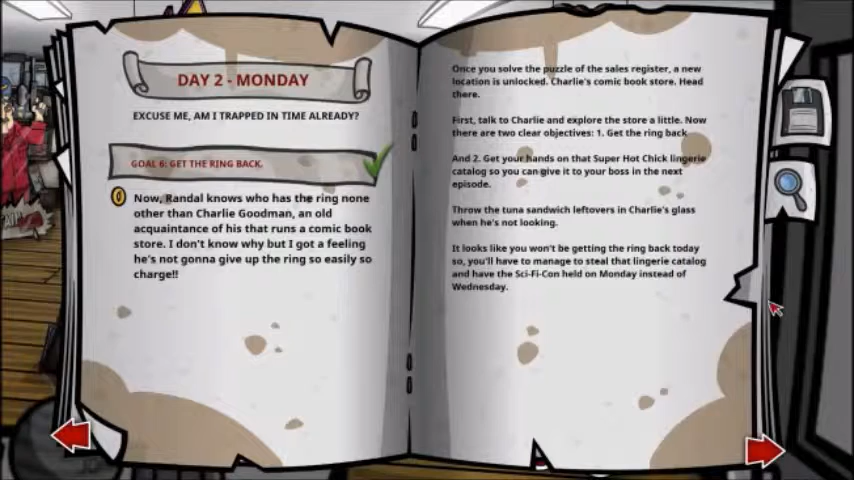 DAY 2 - MONDAY
EXCUSE ME, AM I TRAPPED IN TIME ALREADY?
GOAL 6: GET THE RING BACK.
Now, Randal knows who has the ring none
other than Charlie Goodman, an old
acquaintance of his that runs a comic book
store. I don't know why but I got a feeling
he's not gonna give up the ring so easily so
charge!!
Once you solve the puzzle of the sales register, a new
location is unlocked. Charlie's comic book store. Head
there.
First, talk to Charlie and explore the store a little. Now
there are two clear objectives: 1. Get the ring back
And 2. Get your hands on that Super Hot Chick lingerie
catalog so you can give it to your boss in the next
episode.
Throw the tuna sandwich leftovers in Charlie's glass
when he's not looking.
It looks like you won't be getting the ring back today
so, you'll have to manage to steal that lingerie catalog
and have the Sci-Fi-Con held on Monday instead of
Wednesday.